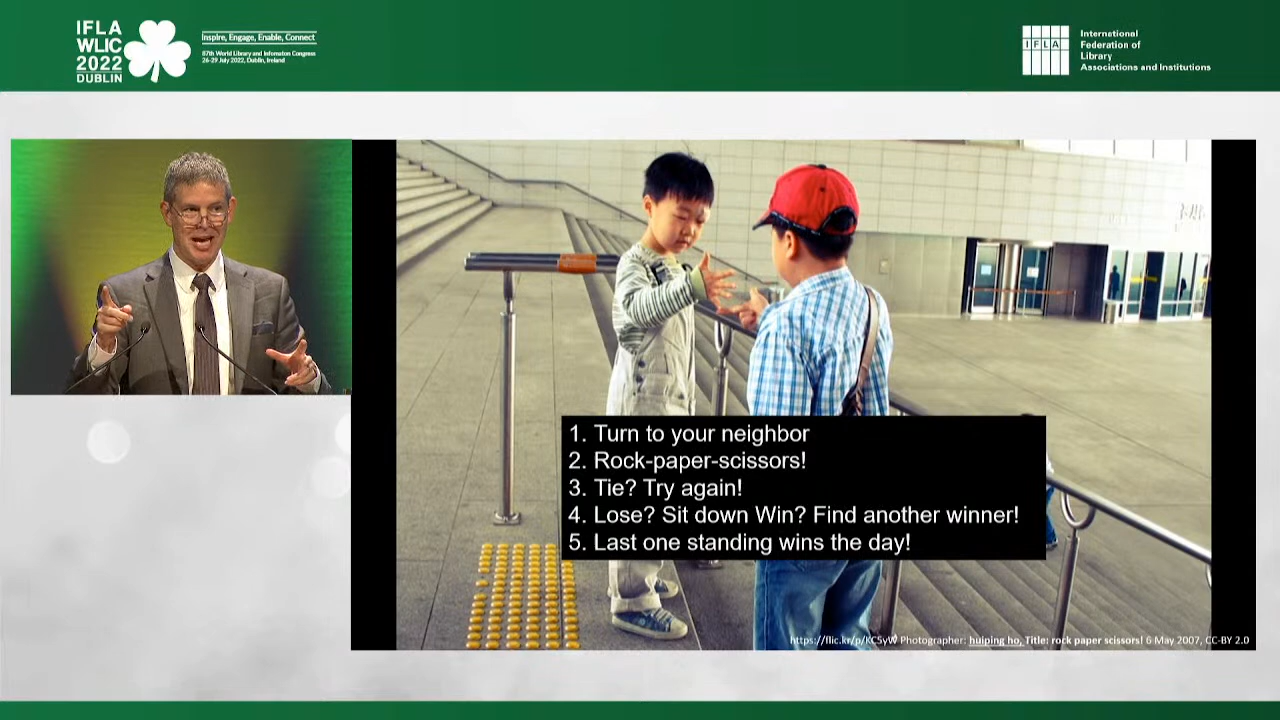 IFLA
WLIC
2022
DUBLIN
Inspire, Engage, Enable, Connect
87th World Library and Infomation Congress
26-29 July 2022, Dublin, Ireland
IFLA
International
Federation of
Library
Associations and Institutions
1. Turn to your neighbor
2. Rock-paper-scissors!
3. Tie? Try again!
4. Lose? Sit down Win? Find another winner!
5. Last one standing wins the day!
https://flic.kr/p/KCSyW Photographer: huiping ho, Title: rock paper scissors! 6 May 2007, CC-BY 2.0